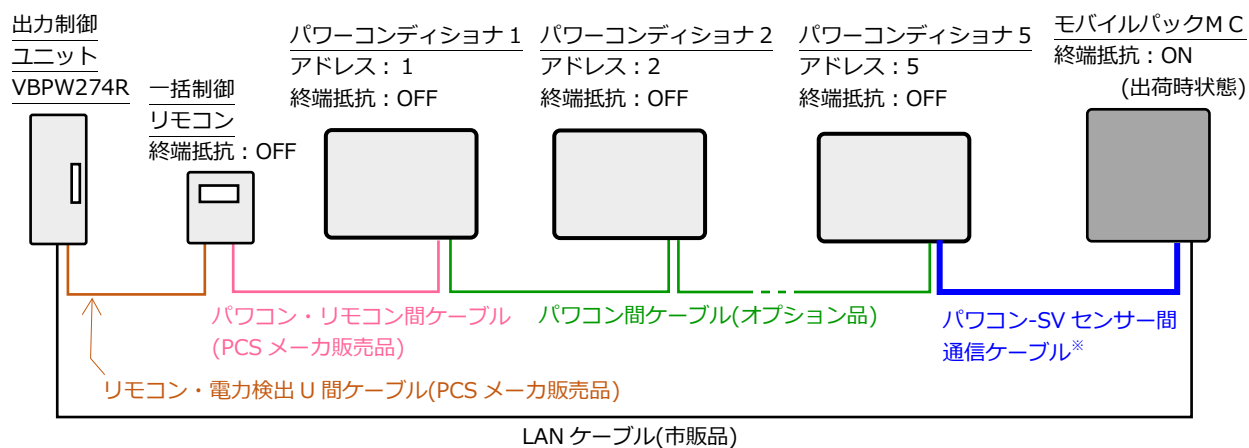 出力制御
ユニット
VBPW274R
一括制御
リモコン
終端抵抗：OFF
パワーコンディショナ 1
アドレス： 1
終端抵抗：OFF
パワーコンディショナ 2
アドレス：2
終端抵抗：OFF
パワーコンディショナ 5
アドレス：5
終端抵抗：OFF
モバイルパックＭＣ
終端抵抗：ON
(出荷時状態)
パワコン・リモコン間ケーブル
(PCS メーカ販売品)
パワコン間ケーブル(オプション品)
パワコン-SV センサー間
通信ケーブル※
リモコン・電力検出 U 間ケーブル(PCS メーカ販売品)
LAN ケーブル(市販品)